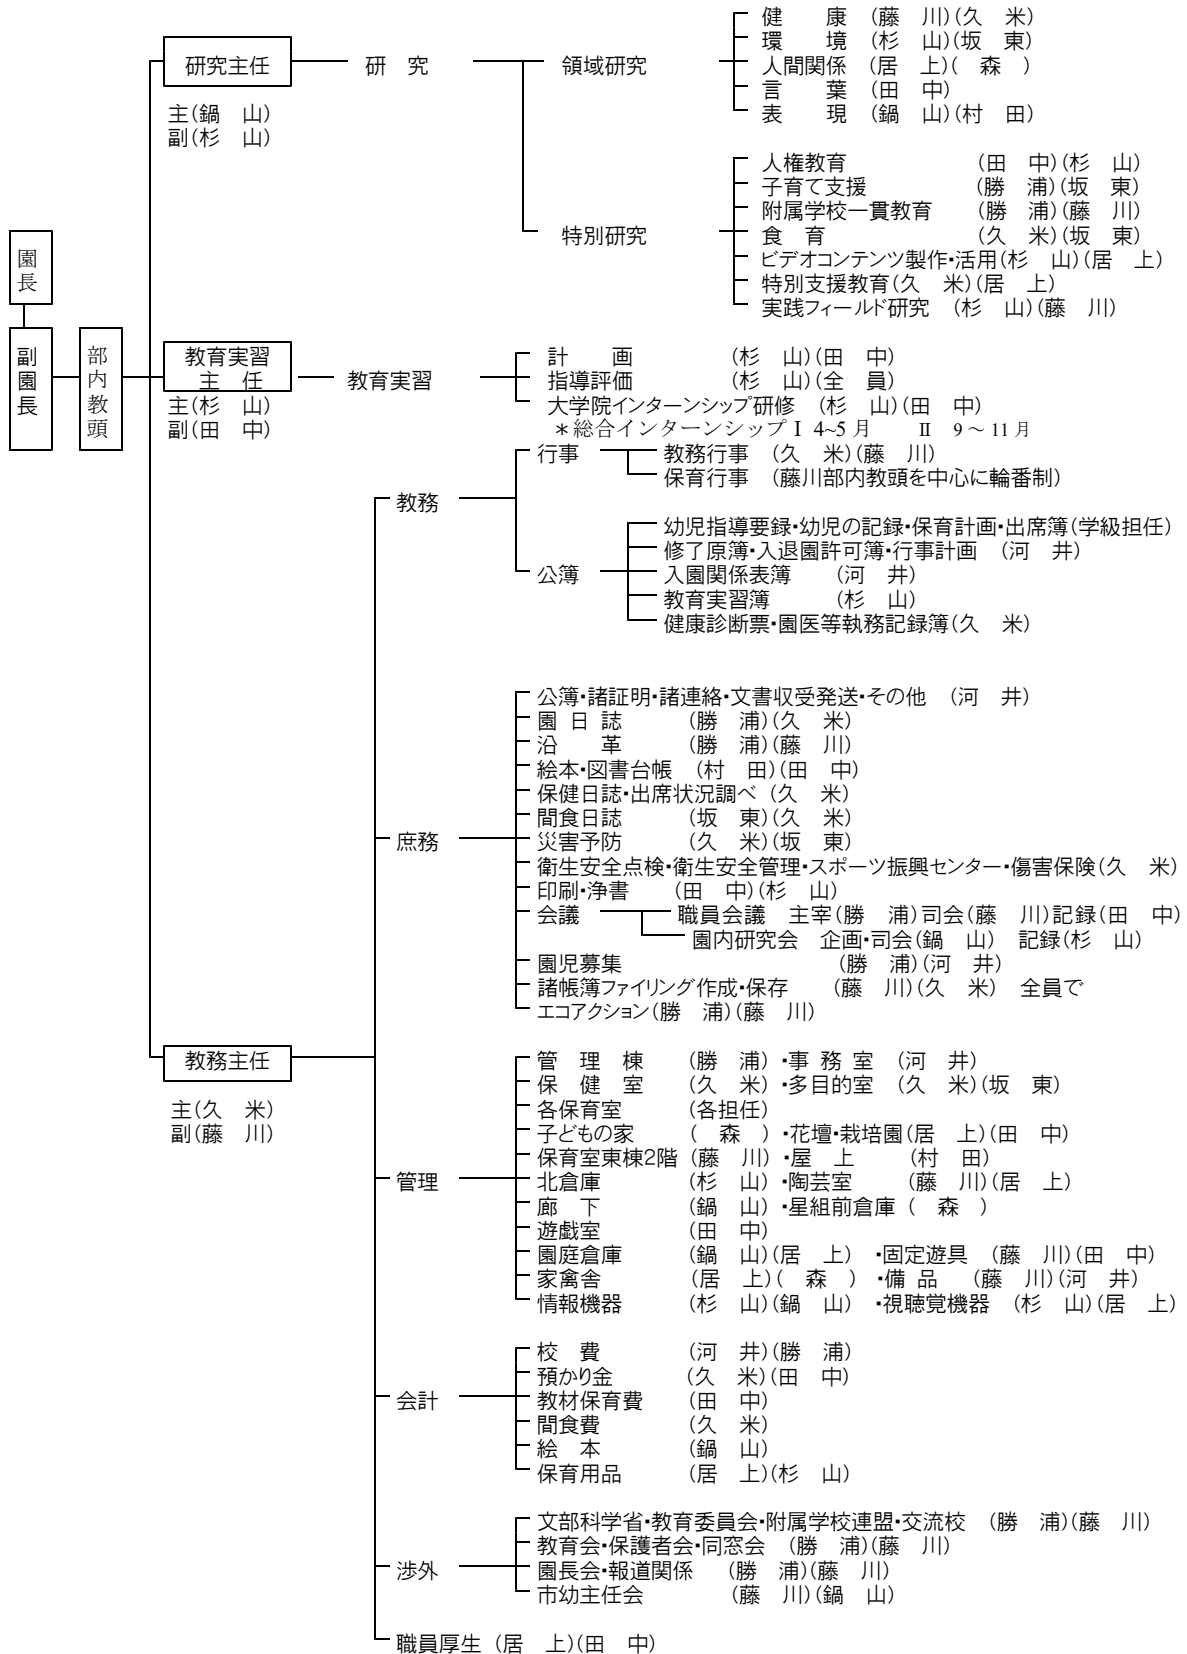 園長
副園長
部内教頭
研究主任
主(鍋　山)
副(杉　山)
研　究
領域研究
健　　康　(藤　川)(久　米)
環　　境　(杉　山)(坂　東)
人間関係　(居　上)(　森　)
言　　葉　(田　中)
表　　現　(鍋　山)(村　田)
特別研究
人権教育　(田　中)(杉　山)
子育て支援　(勝　浦)(坂　東)
附属学校一貫教育　(勝　浦)(藤　川)
食　育　(久　米)(坂　東)
ビデオコンテンツ製作・活用(杉　山)(居　上)
特別支援教育(久　米)(居　上)
実践フィールド研究　(杉　山)(藤　川)
教育実習
主　任
主(杉　山)
副(田　中)
教育実習
計　　画　(杉　山)(田　中)
指導評価　(杉　山)(全　員)
大学院インターンシップ研修　(杉　山)(田　中)
＊総合インターンシップⅠ 4~5月　Ⅱ　9～11月
教務主任
主(久　米)
副(藤　川)
教務
行事
教務行事　(久　米)(藤　川)
保育行事　(藤川部内教頭を中心に輪番制)
公簿
幼児指導要録・幼児の記録・保育計画・出席簿(学級担任)
修了原簿・入退園許可簿・行事計画　(河　井)
入園関係表簿　(河　井)
教育実習簿　(杉　山)
健康診断票・園医等執務記録簿(久　米)
庶務
公簿・諸証明・諸連絡・文書収受発送・その他　(河　井)
園 日 誌　(勝　浦)(久　米)
沿　　革　(勝　浦)(藤　川)
絵本・図書台帳　(村　田)(田　中)
保健日誌・出席状況調べ　(久　米)
間食日誌　(坂　東)(久　米)
災害予防　(久　米)(坂　東)
衛生安全点検・衛生安全管理・スポーツ振興センター・傷害保険(久　米)
印刷・浄書　(田　中)(杉　山)
会議
職員会議　主宰(勝　浦)司会(藤　川)記録(田　中)
園内研究会　企画・司会(鍋　山)　記録(杉　山)
園児募集　(勝　浦)(河　井)
諸帳簿ファイリング作成・保存　(藤　川)(久　米)　全員で
エコアクション(勝　浦)(藤　川)
管理
管　理　棟　(勝　浦)・事 務 室　(河　井)
保　健　室　(久　米)・多目的室　(久　米)(坂　東)
各保育室　(各担任)
子どもの家　(　森　)・花壇・栽培園(居　上)(田　中)
保育室東棟2階 (藤　川)・屋　上　(村　田)
北倉庫　(杉　山)・陶芸室　(藤　川)(居　上)
廊　下　(鍋　山)・星組前倉庫 (　森　)
遊戯室　(田　中)
園庭倉庫　(鍋　山)(居　上)　・固定遊具　(藤　川)(田　中)
家禽舎　(居　上)(　森　)　・備 品　(藤　川)(河　井)
情報機器　(杉　山)(鍋　山)　・視聴覚機器　(杉　山)(居　上)
会計
校　費　(河　井)(勝　浦)
預かり金　(久　米)(田　中)
教材保育費　(田　中)
間食費　(久　米)
絵　本　(鍋　山)
保育用品　(居　上)(杉　山)
渉外
文部科学省・教育委員会・附属学校連盟・交流校　(勝　浦)(藤　川)
教育会・保護者会・同窓会　(勝　浦)(藤　川)
園長会・報道関係　(勝　浦)(藤　川)
市幼主任会　(藤　川)(鍋　山)
職員厚生 (居　上)(田　中)